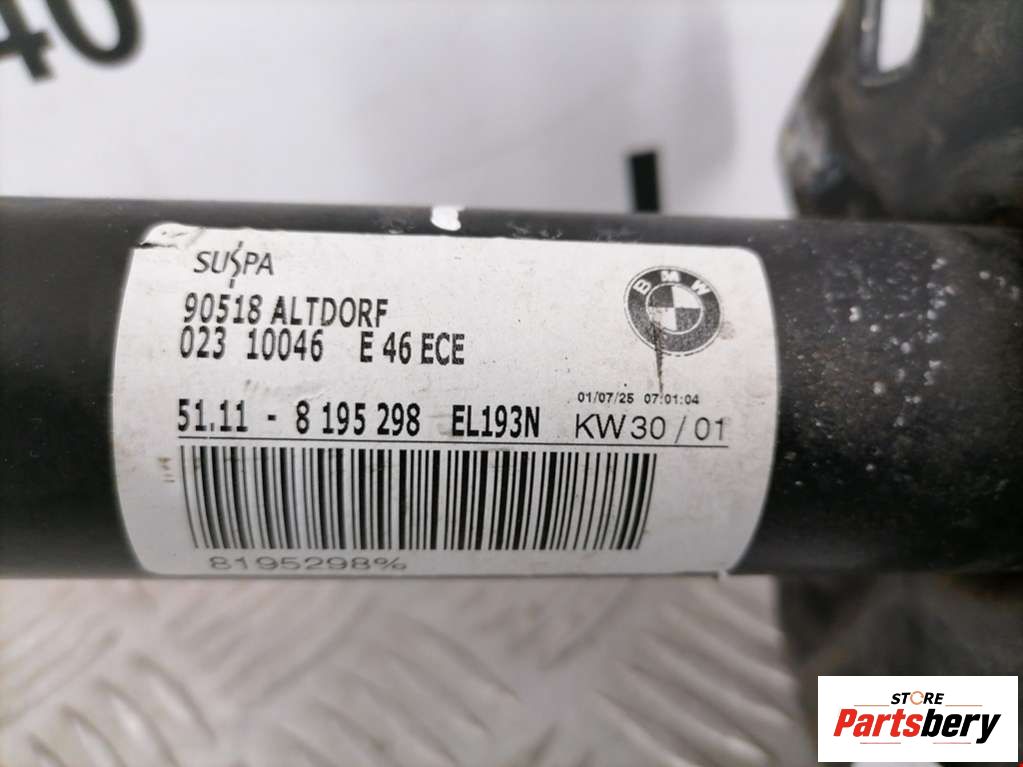 40
SUSPA
90518 ALTDORF
023 10046 E 46 ECE
BMW
01/07/25 07:01:04
51.11 - 8 195 298 EL193N KW30/01
8195298%
STORE
Partsbery